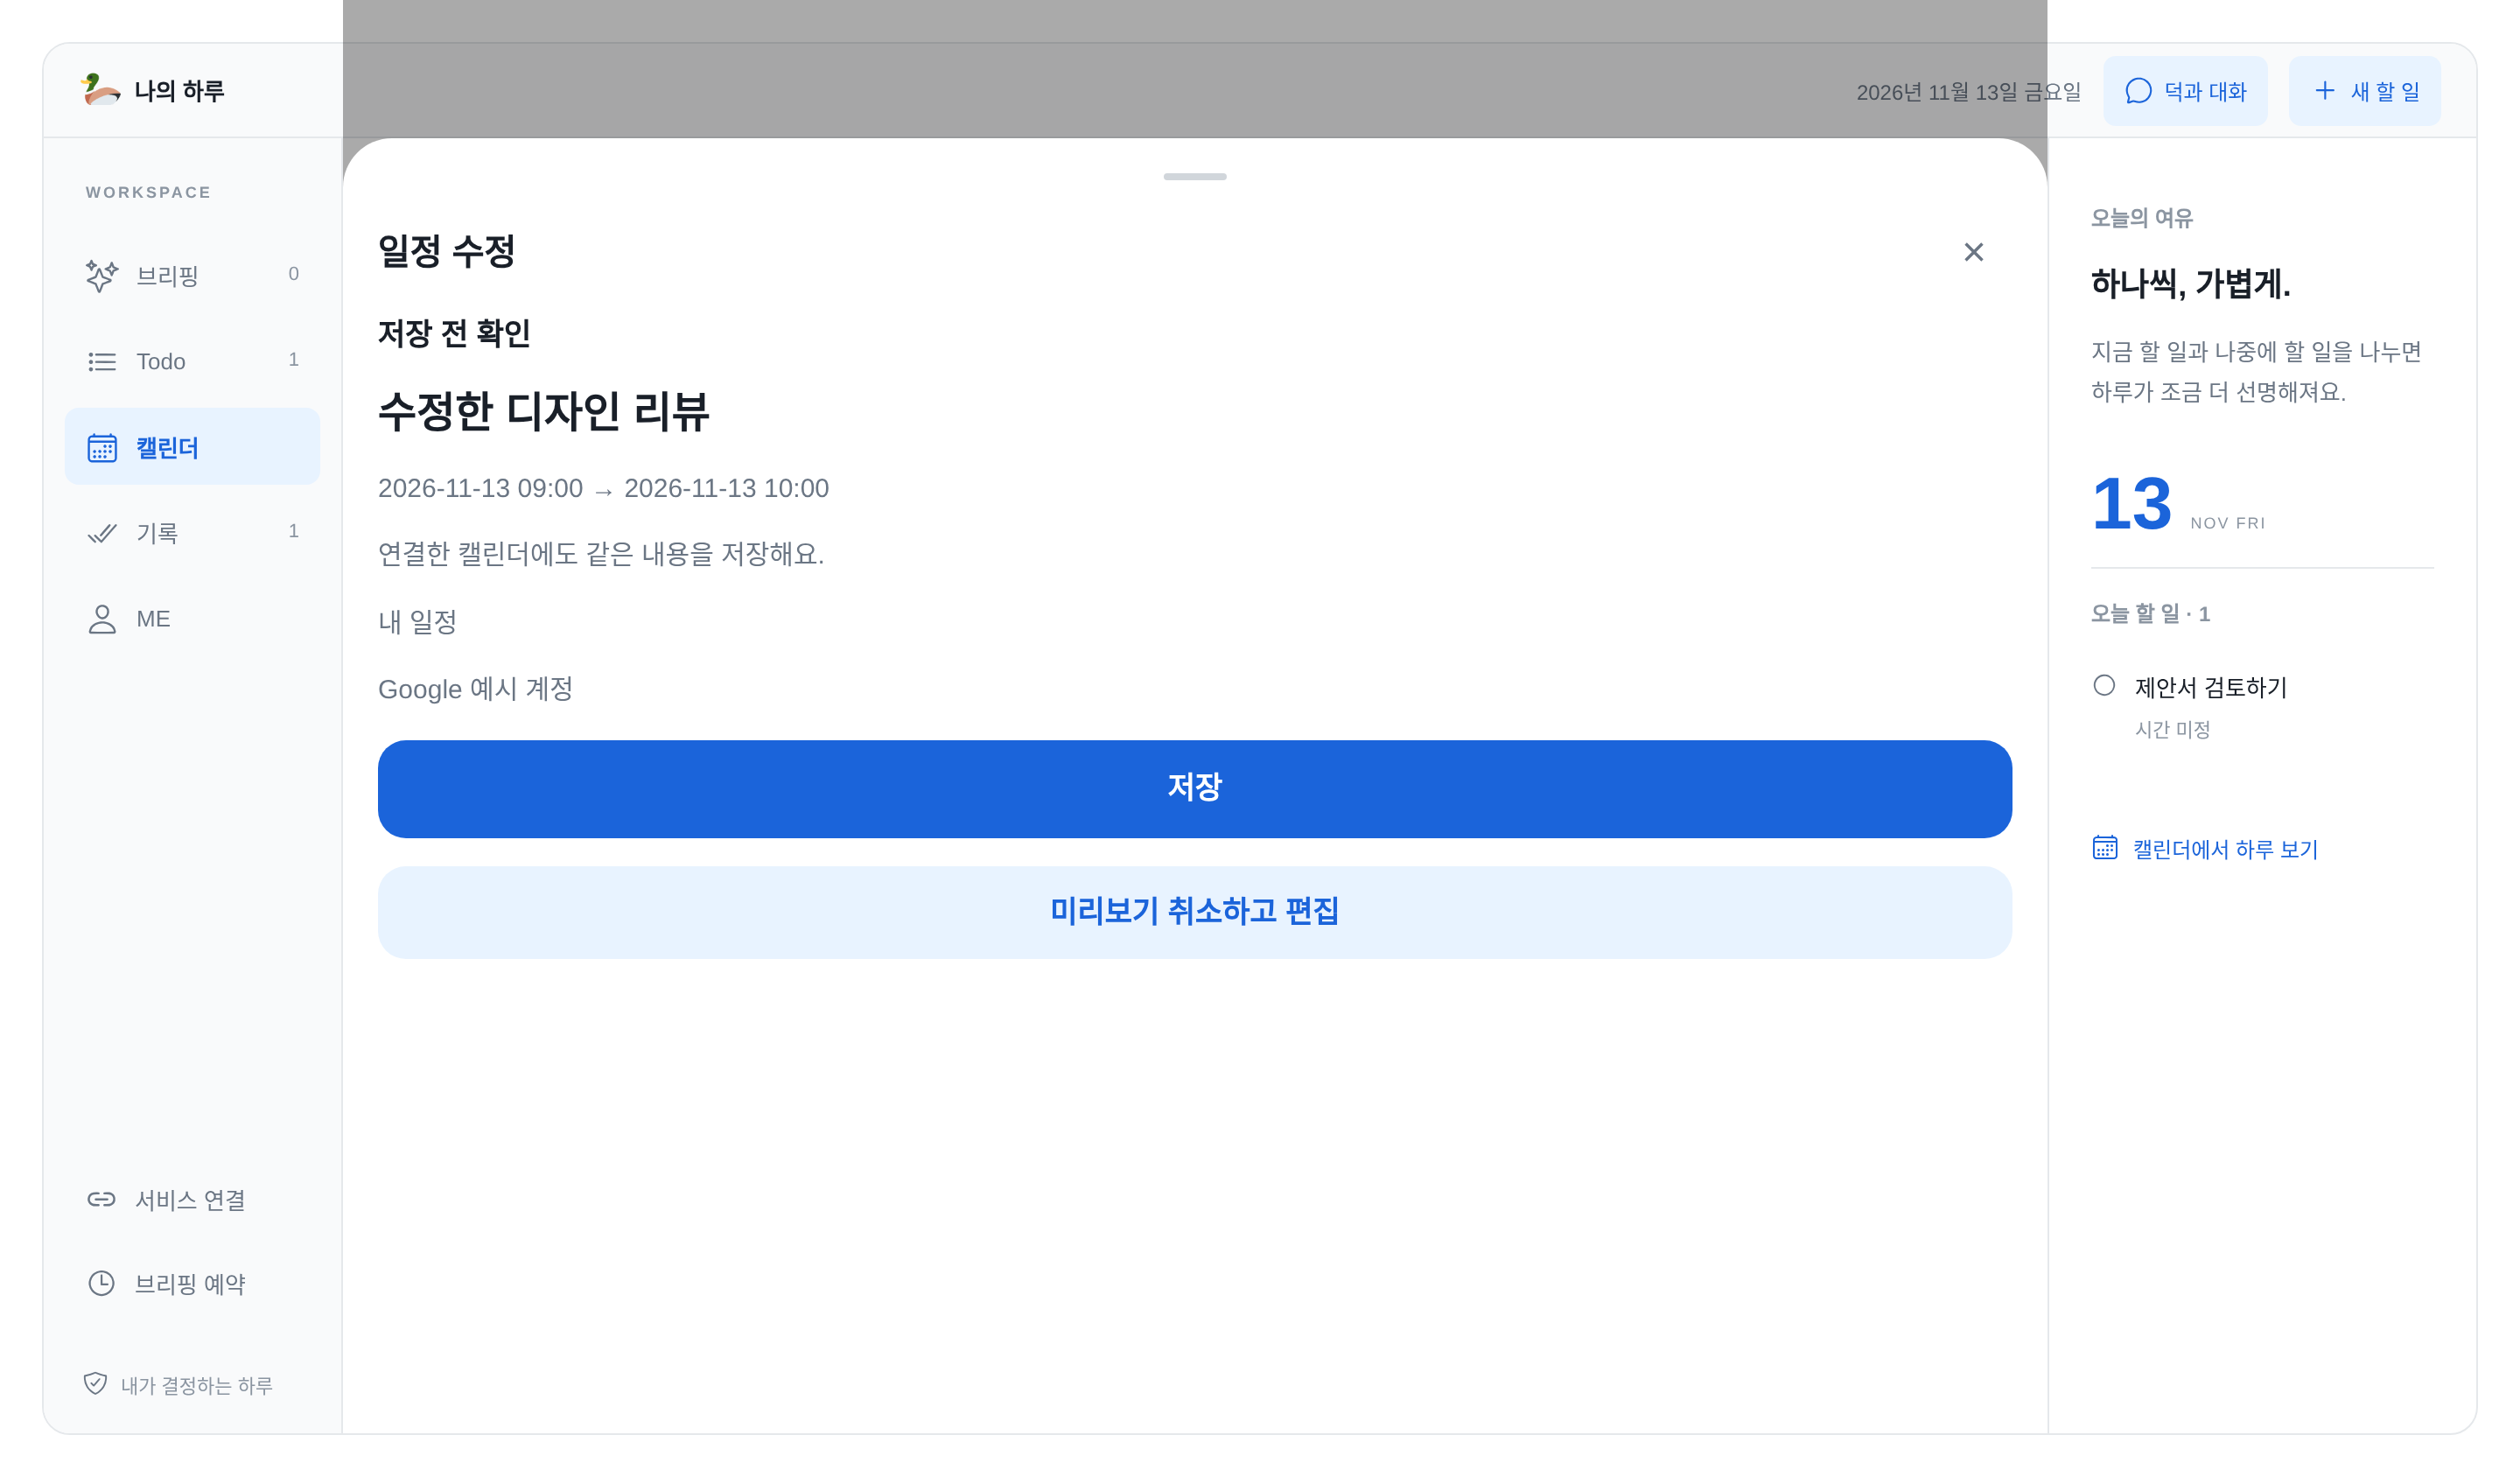 나의 하루
2026년 11월 13일 금요일
덕과 대화
새 할 일
WORKSPACE
브리핑 0
Todo 1
캘린더
기록 1
ME
서비스 연결
브리핑 예약
내가 결정하는 하루
일정 수정
저장 전 확인
수정한 디자인 리뷰
2026-11-13 09:00 → 2026-11-13 10:00
연결한 캘린더에도 같은 내용을 저장해요.
내 일정
Google 예시 계정
저장
미리보기 취소하고 편집
오늘의 여유
하나씩, 가볍게.
지금 할 일과 나중에 할 일을 나누면
하루가 조금 더 선명해져요.
13 NOV FRI
오늘 할 일 · 1
제안서 검토하기
시간 미정
캘린더에서 하루 보기